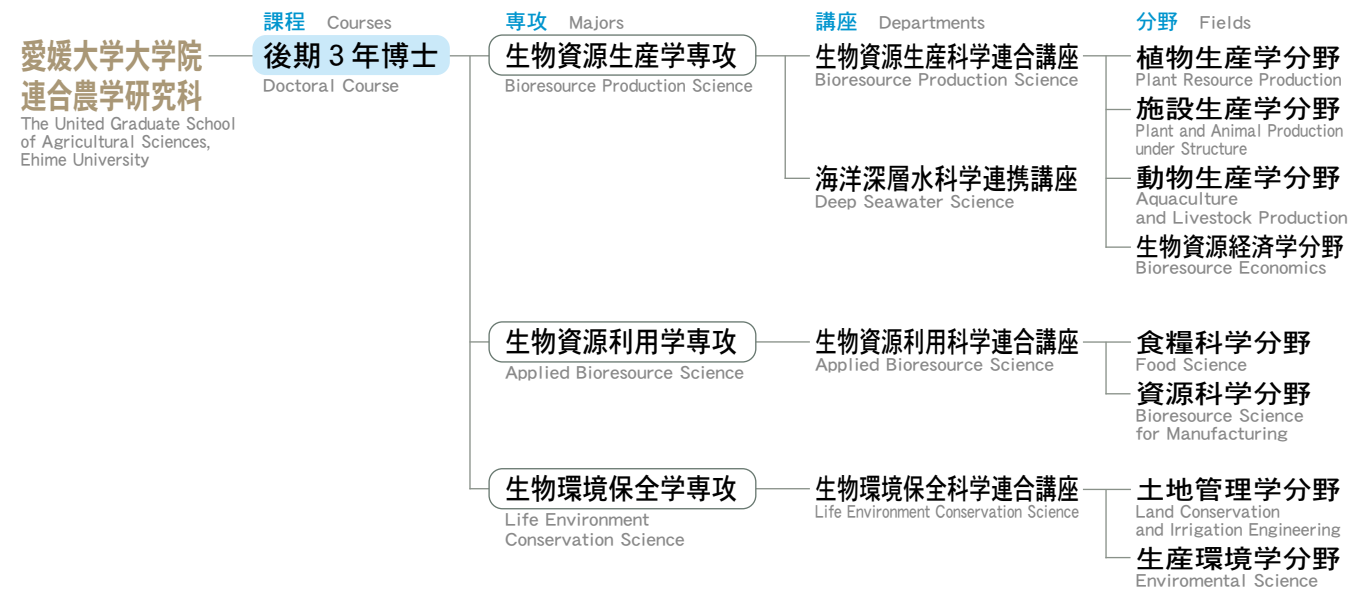 課程 Courses
専攻 Majors
講座 Departments
分野 Fields
愛媛大学大学院
連合農学研究科
The United Graduate School
of Agricultural Sciences,
Ehime University
後期3年博士
Doctoral Course
生物資源生産学専攻
Bioresource Production Science
生物資源生産科学連合講座
Bioresource Production Science
植物生産学分野
Plant Resource Production
施設生産学分野
Plant and Animal Production
under Structure
海洋深層水科学連携講座
Deep Seawater Science
動物生産学分野
Aquaculture
and Livestock Production
生物資源経済学分野
Bioresource Economics
生物資源利用学専攻
Applied Bioresource Science
生物資源利用科学連合講座
Applied Bioresource Science
食糧科学分野
Food Science
資源科学分野
Bioresource Science
for Manufacturing
生物環境保全学専攻
Life Environment
Conservation Science
生物環境保全科学連合講座
Life Environment Conservation Science
土地管理学分野
Land Conservation
and Irrigation Engineering
生産環境学分野
Enviromental Science